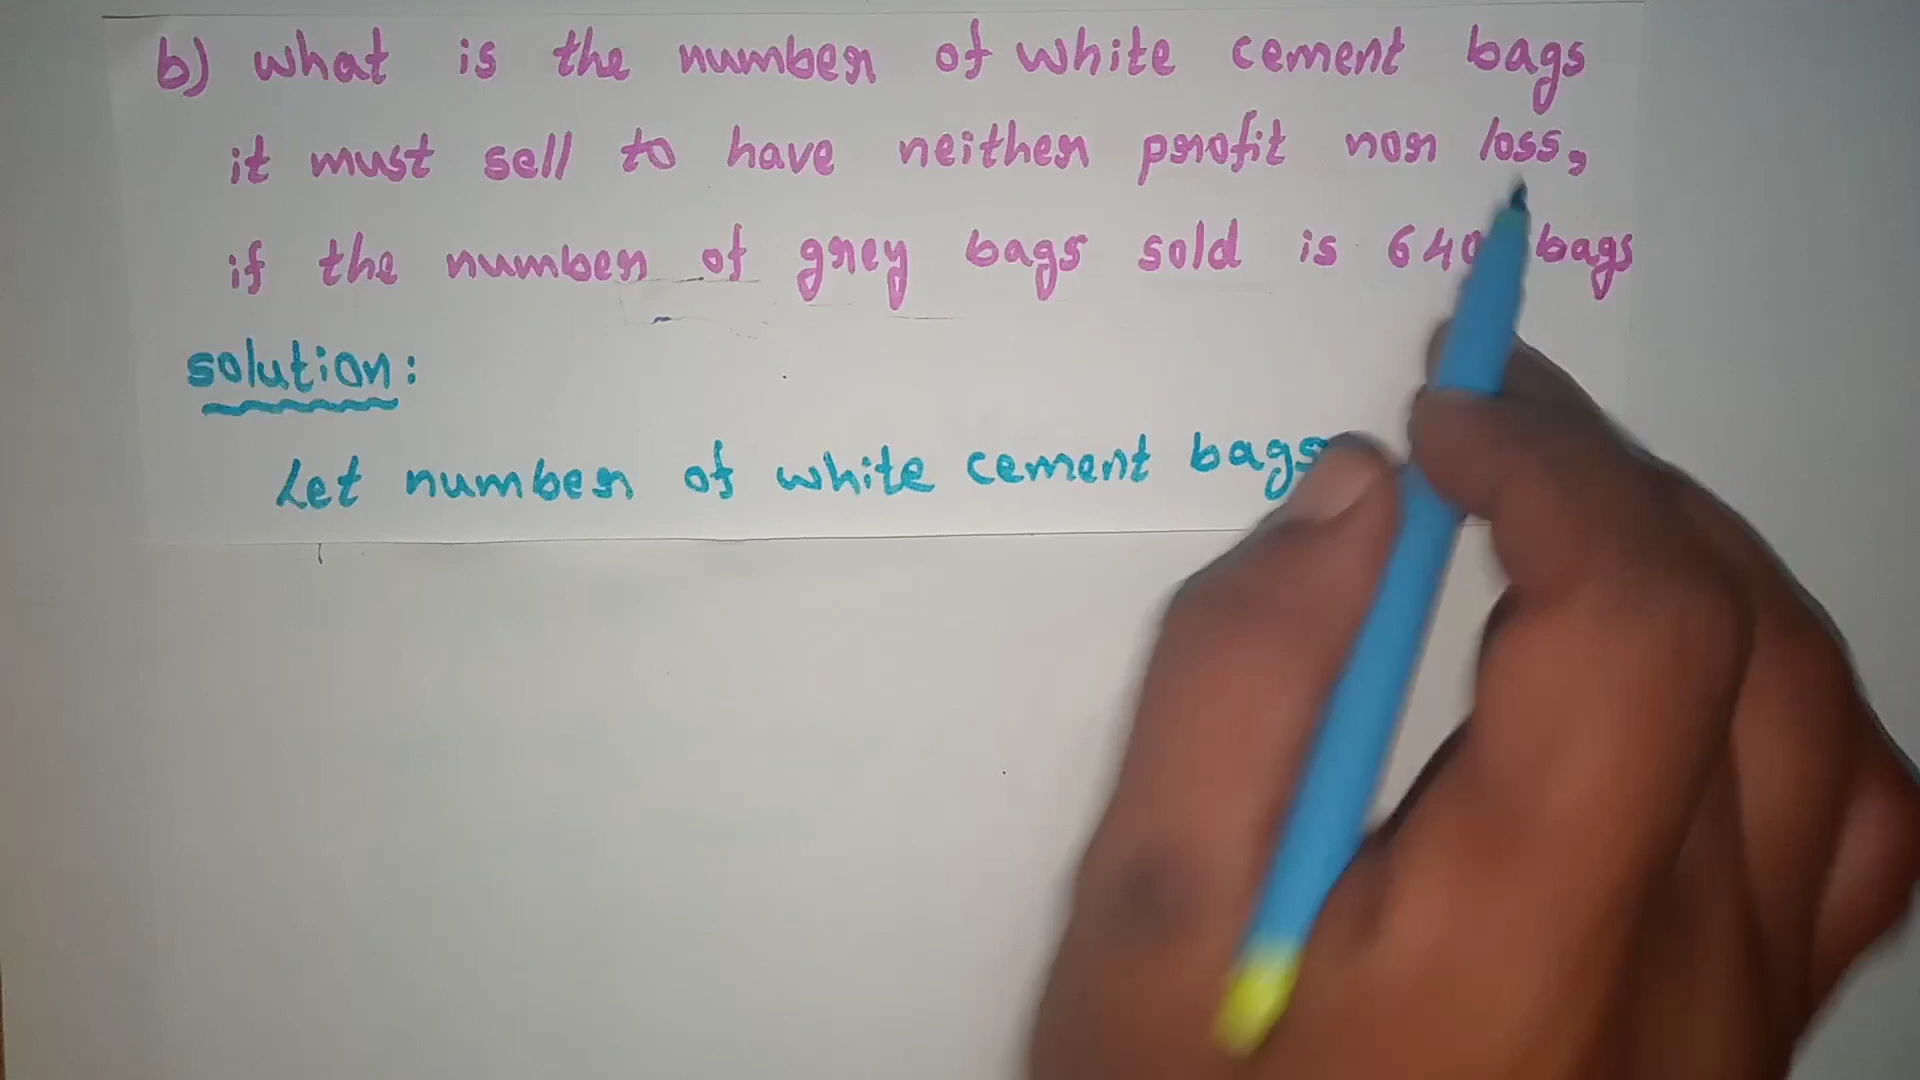 b) what is the number of white cement bags
it must sell to have neither profit nor loss,
if the number of grey bags sold is bags
solution:
Let number of white cement bags